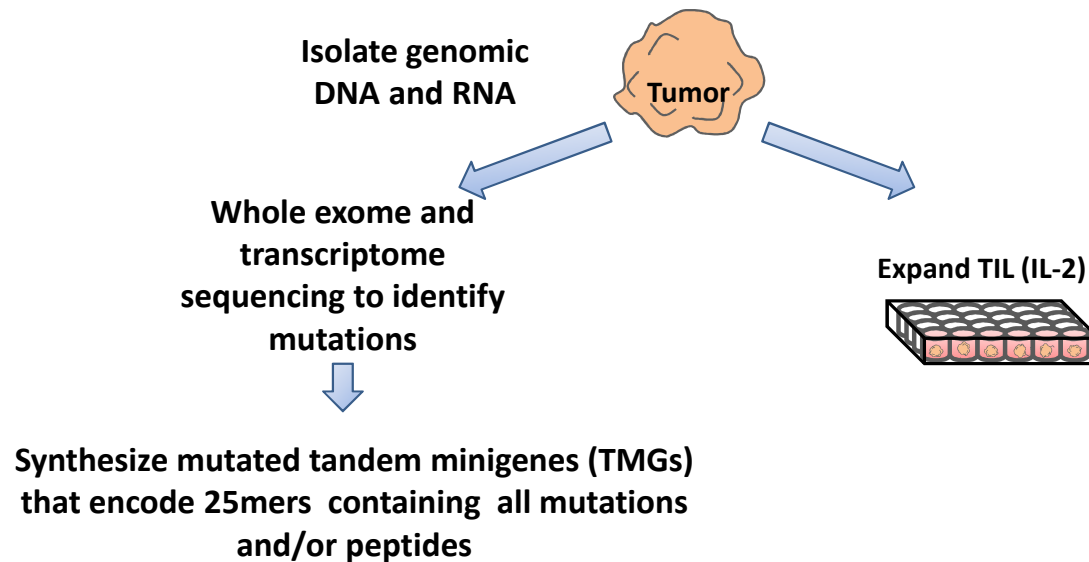 Isolate genomic
DNA and RNA
Tumor
Whole exome and
transcriptome
sequencing to identify
mutations
Expand TIL (IL-2)
Synthesize mutated tandem minigenes (TMGs)
that encode 25mers containing all mutations
and/or peptides